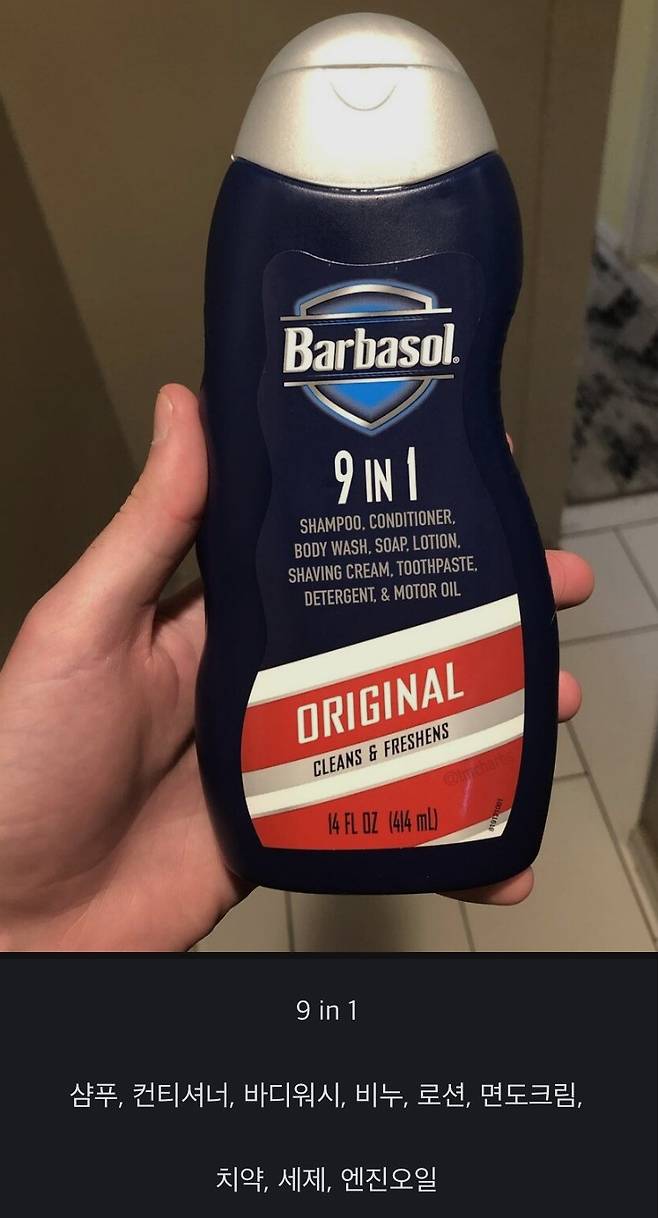 Barbasol.
9 IN 1
SHAMPOO, CONDITIONER,
BODY WASH, SOAP, LOTION,
SHAVING CREAM, TOOTHPASTE,
DETERGENT, & MOTOR OIL
ORIGINAL
CLEANS & FRESHENS
14 FL OZ (414 mL)
9 in 1
샴푸, 컨티셔너, 바디워시, 비누, 로션, 면도크림,
치약, 세제, 엔진오일